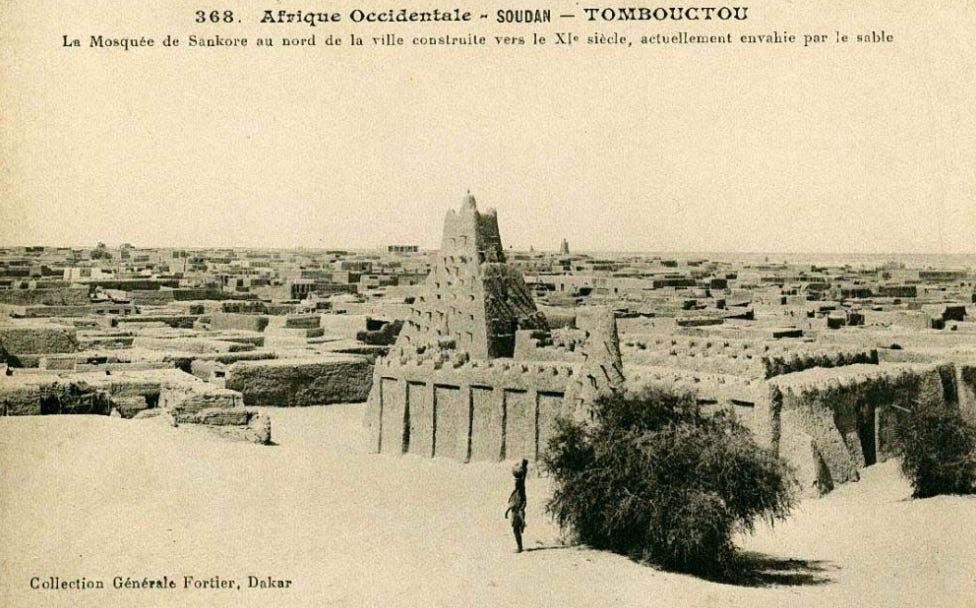 368. Afrique Occidentale - SOUDAN — TOMBOUCTOU
La Mosquée de Sankore au nord de la ville construite vers le XIe siècle, actuellement envahie par le sable
Collection Générale Fortier, Dakar